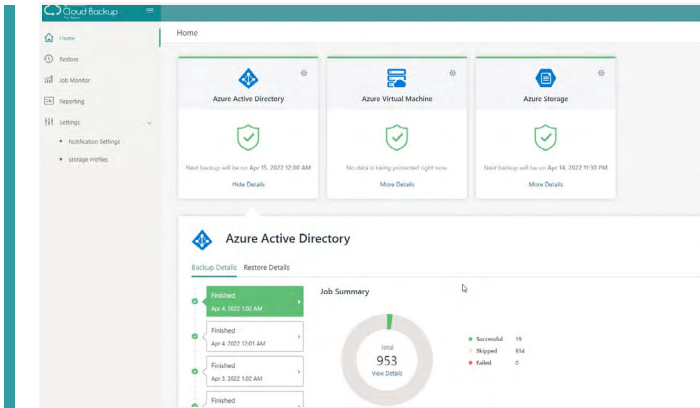 Cloud Backup
Home
Home
Restore
Job Monitor
Reporting
Settings
Notification Settings
Storage Profiles
Azure Active Directory
Next backup will be on Apr 15, 2022 12:00 AM
Hide Details
Azure Virtual Machine
No data is being protected right now.
More Details
Azure Storage
Next backup will be on Apr 14, 2022 11:30 PM
More Details
Azure Active Directory
Backup Details Restore Details
Finished
Apr 4, 2022 1:02 AM
Finished
Apr 4, 2022 12:01 AM
Finished
Apr 3, 2022 1:02 AM
Finished
Job Summary
Total
953
View Details
Successful 19
Skipped 934
Failed 0